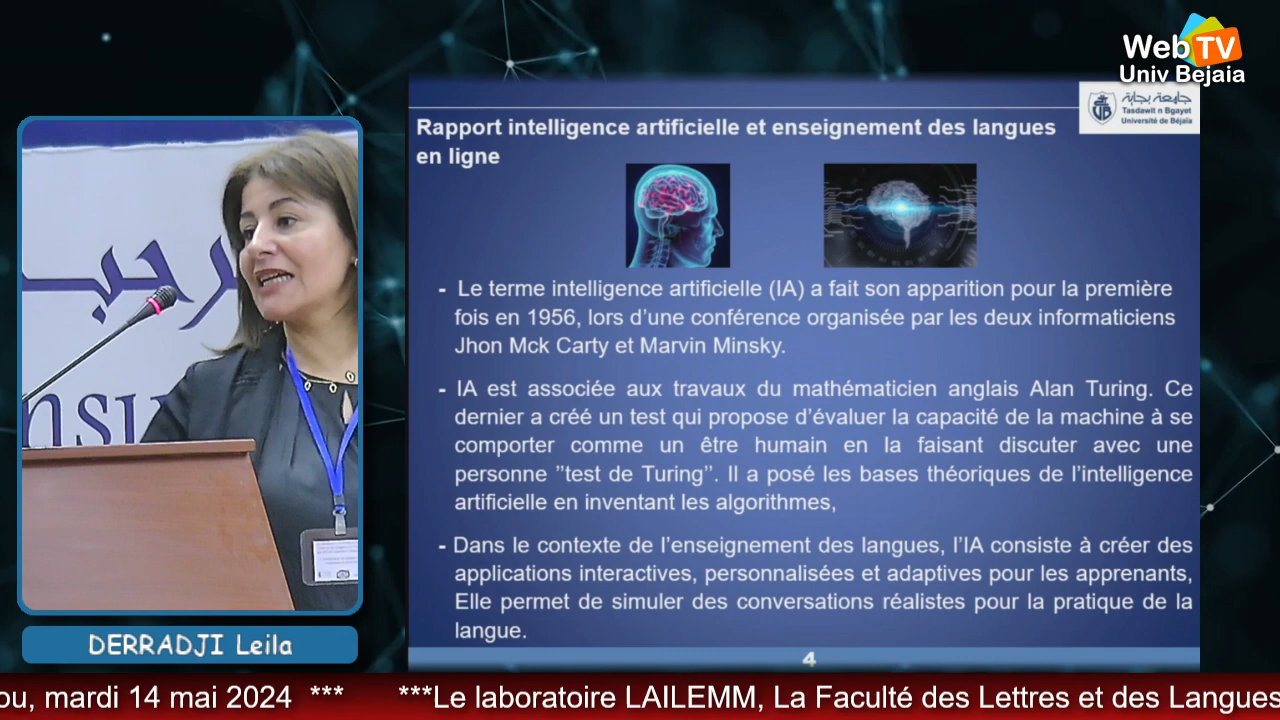 Web TV
Univ Bejaia
جامعة بجاية
Tasdawit n Bgayet
Université de Béjaïa
Rapport intelligence artificielle et enseignement des langues
en ligne
- Le terme intelligence artificielle (IA) a fait son apparition pour la première
fois en 1956, lors d’une conférence organisée par les deux informaticiens
Jhon Mck Carty et Marvin Minsky.
- IA est associée aux travaux du mathématicien anglais Alan Turing. Ce
dernier a créé un test qui propose d’évaluer la capacité de la machine à se
comporter comme un être humain en la faisant discuter avec une
personne ’’test de Turing’’. Il a posé les bases théoriques de l’intelligence
artificielle en inventant les algorithmes,
- Dans le contexte de l’enseignement des langues, l’IA consiste à créer des
applications interactives, personnalisées et adaptives pour les apprenants,
Elle permet de simuler des conversations réalistes pour la pratique de la
langue.
4
DERRADJI Leila
ou, mardi 14 mai 2024 *** ***Le laboratoire LAILEMM, La Faculté des Lettres et des Langues